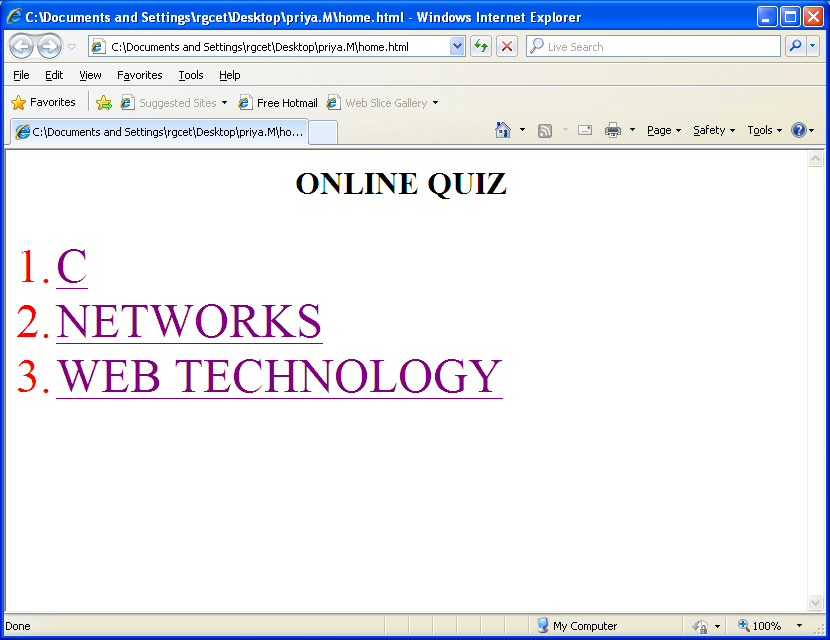 C:\Documents and Settings\rgcet\Desktop\priya.M\home.html - Windows Internet Explorer
C:\Documents and Settings\rgcet\Desktop\priya.M\home.html Live Search
File Edit View Favorites Tools Help
Favorites Suggested Sites Free Hotmail Web Slice Gallery
C:\Documents and Settings\rgcet\Desktop\priya.M\ho... Page Safety Tools
ONLINE QUIZ
1. C
2. NETWORKS
3. WEB TECHNOLOGY
Done My Computer 100%